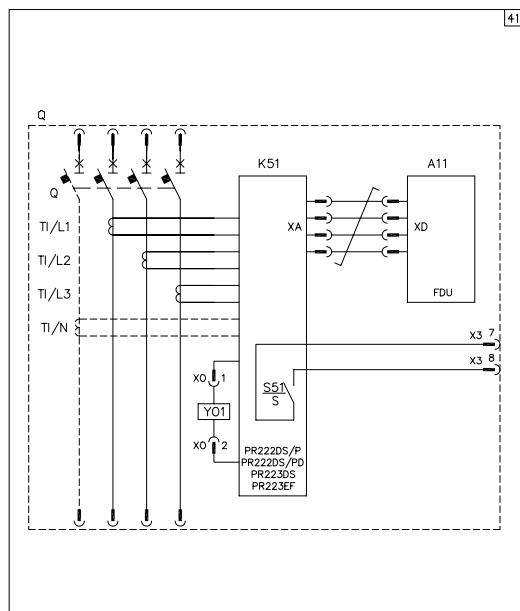 41
Q
K51
A11
Q
TI/L1
XA
XD
TI/L2
TI/L3
FDU
TI/N
X3 7
X3 8
X0 1
S51
S
Y01
X0 2
PR222DS/P
PR222DS/PD
PR223DS
PR223EF